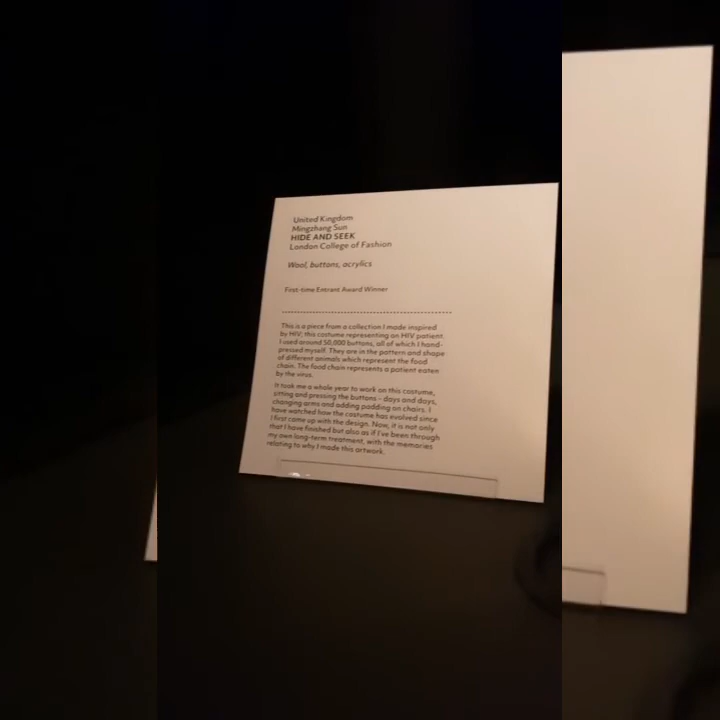 United Kingdom
Mingzhang Sun
HIDE AND SEEK
London College of Fashion
Wool, buttons, acrylics
First-time Entrant Award Winner
This is a piece from a collection I made inspired
by HIV; this costume representing an HIV patient.
I used around 50,000 buttons, all of which I hand-
pressed myself. They are in the pattern and shape
of different animals which represent the food
chain. The food chain represents a patient eaten
by the virus.
It took me a whole year to work on this costume,
sitting and pressing the buttons - days and days,
changing arms and adding padding on chairs. I
have watched how the costume has evolved since
I first came up with the design. Now, it is not only
that I have finished but also as if I've been through
my own long-term treatment, with the memories
relating to why I made this artwork.